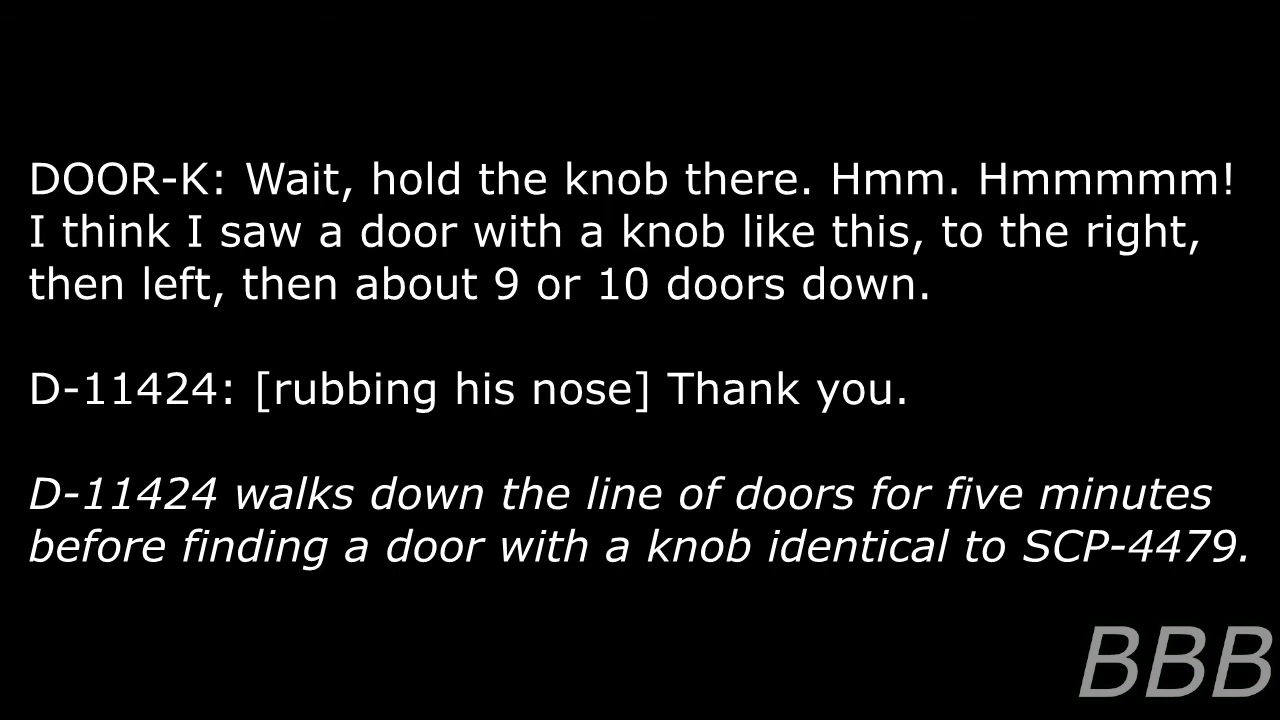 DOOR-K: Wait, hold the knob there. Hmm. Hmmmmm!
I think I saw a door with a knob like this, to the right,
then left, then about 9 or 10 doors down.
D-11424: [rubbing his nose] Thank you.
D-11424 walks down the line of doors for five minutes
before finding a door with a knob identical to SCP-4479.
BBB